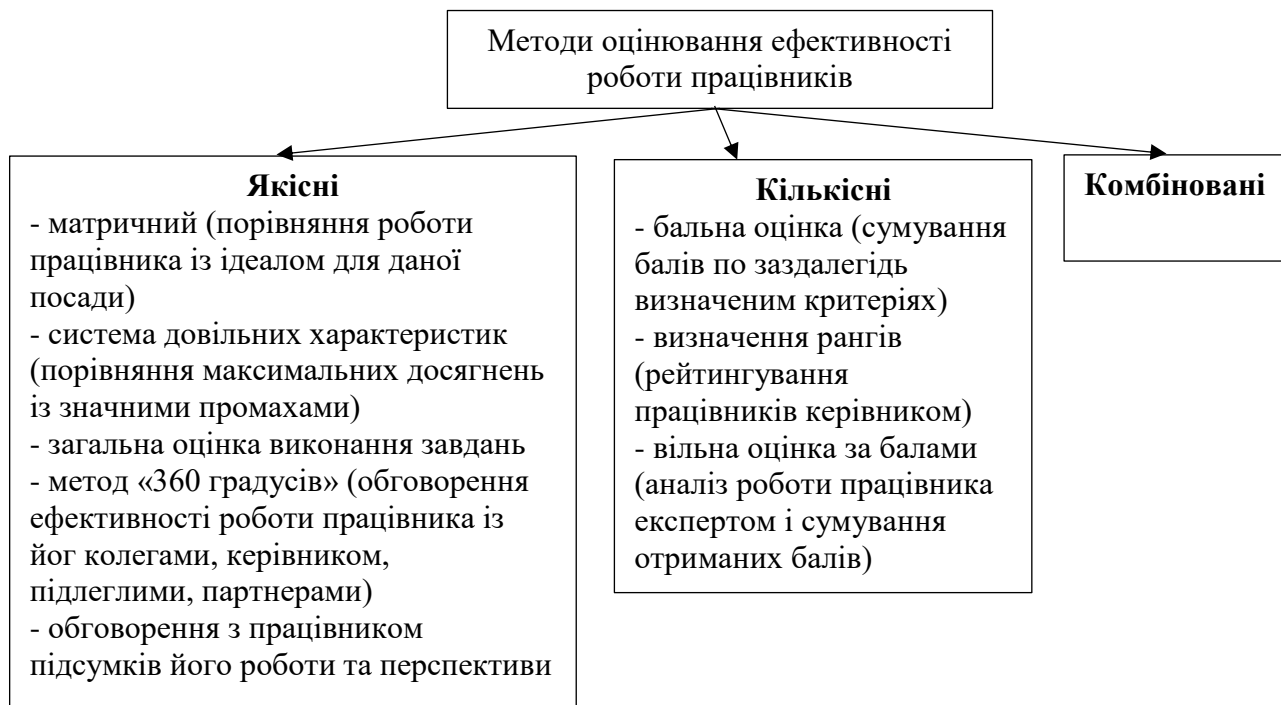 Методи оцінювання ефективності
роботи працівників
Якісні
- матричний (порівняння роботи
працівника із ідеалом для даної
посади)
- система довільних характеристик
(порівняння максимальних досягнень
із значними промахами)
- загальна оцінка виконання завдань
- метод «360 градусів» (обговорення
ефективності роботи працівника із
йог колегами, керівником,
підлеглими, партнерами)
- обговорення з працівником
підсумків його роботи та перспективи
Кількісні
- бальна оцінка (сумування
балів по заздалегідь
визначеним критеріях)
- визначення рангів
(рейтингування
працівників керівником)
- вільна оцінка за балами
(аналіз роботи працівника
експертом і сумування
отриманих балів)
Комбіновані